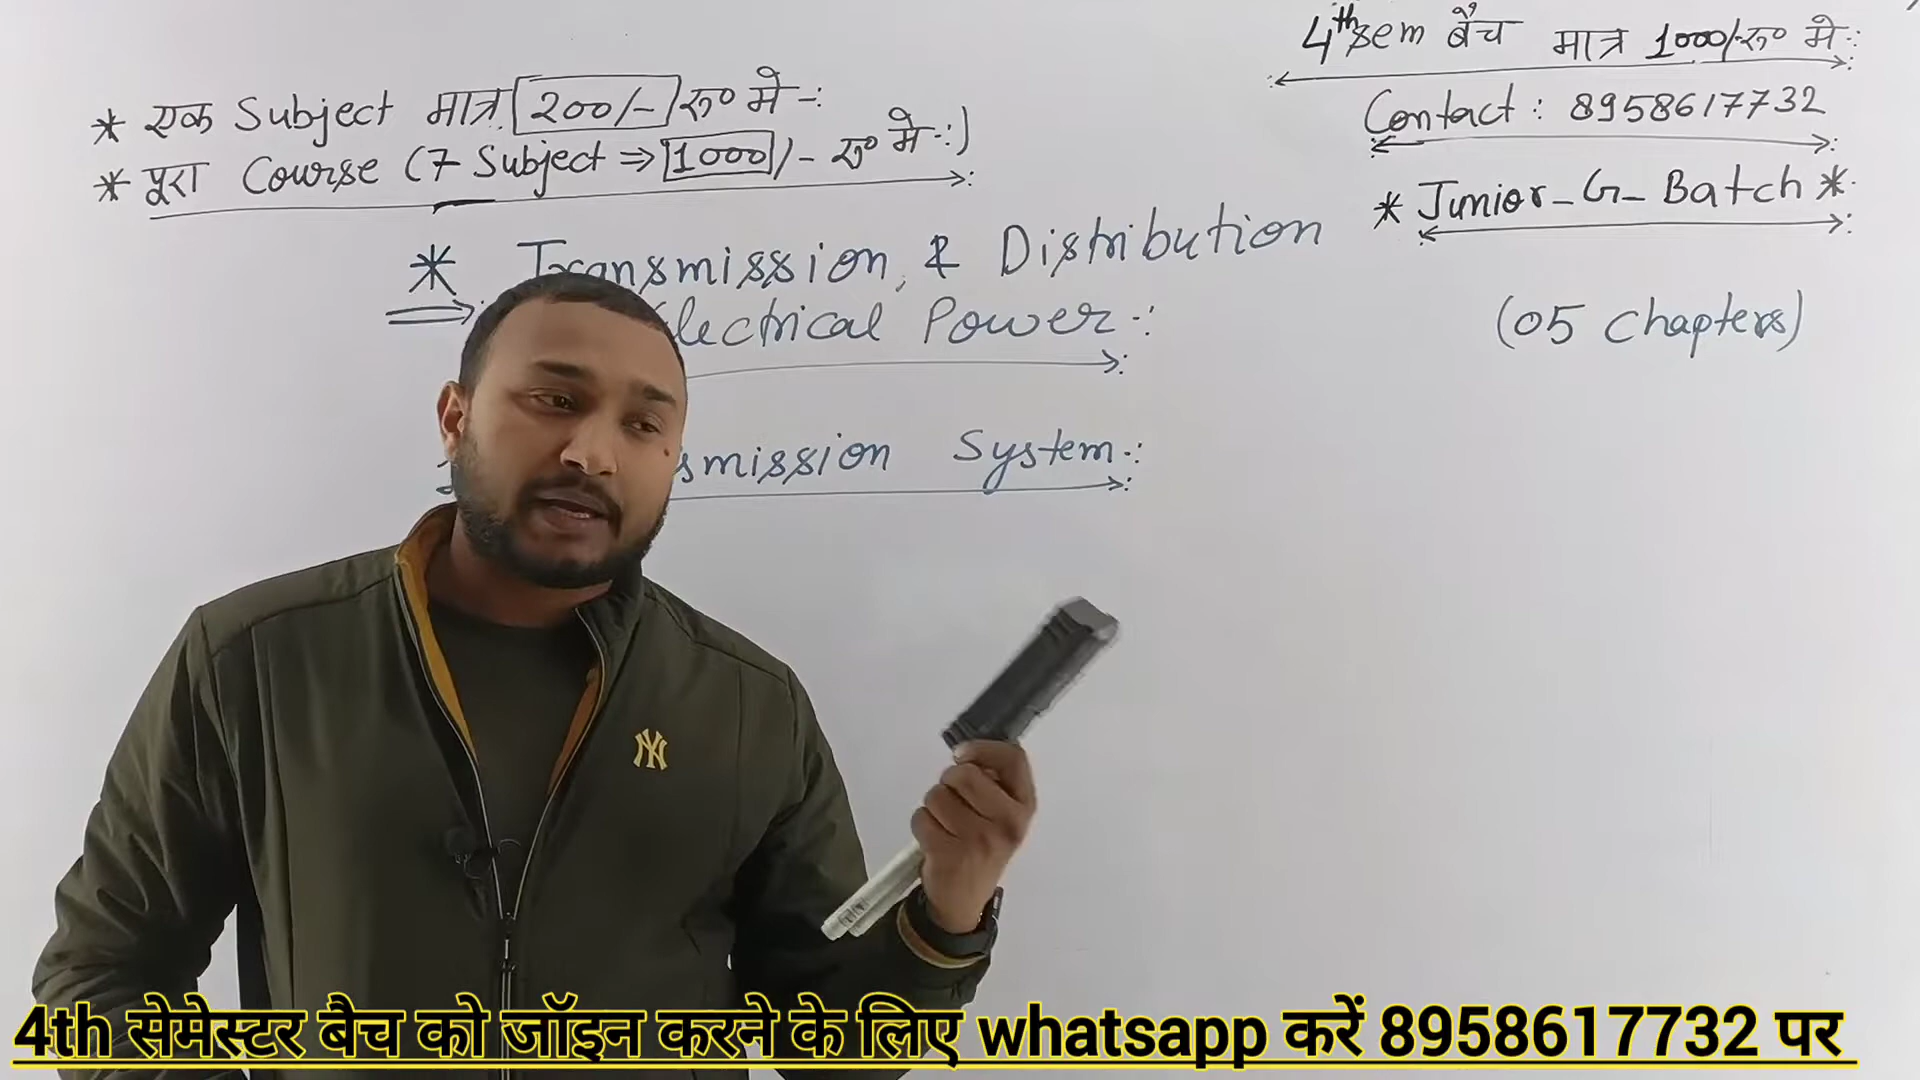 4th sem बैच मात्र 1000/-रु० मे -:
* एक Subject मात्र 200/- रु० मे -:
* पूरा Course (7 Subject ⇒ 1000/- रु० मे -:)
Contact : 8958617732
* Junior_G_Batch *
* Transmission & Distribution
Electrical Power -:
(05 Chapters)
smission System -:
NY
4th सेमेस्टर बैच को जॉइन करने के लिए whatsapp करें 8958617732 पर